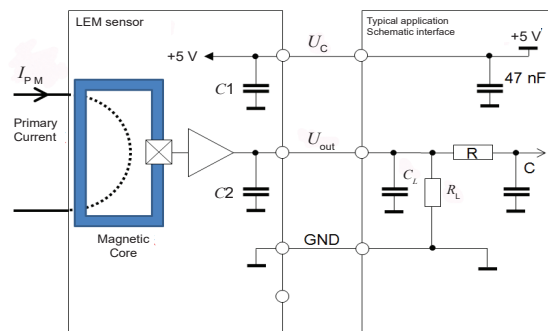 LEM sensor
Typical application
Schematic interface
+5 V
U_C
+5 V
I_PM
C1
47 nF
Primary
Current
U_out
R
C2
C_L
R_L
C
GND
Magnetic
Core